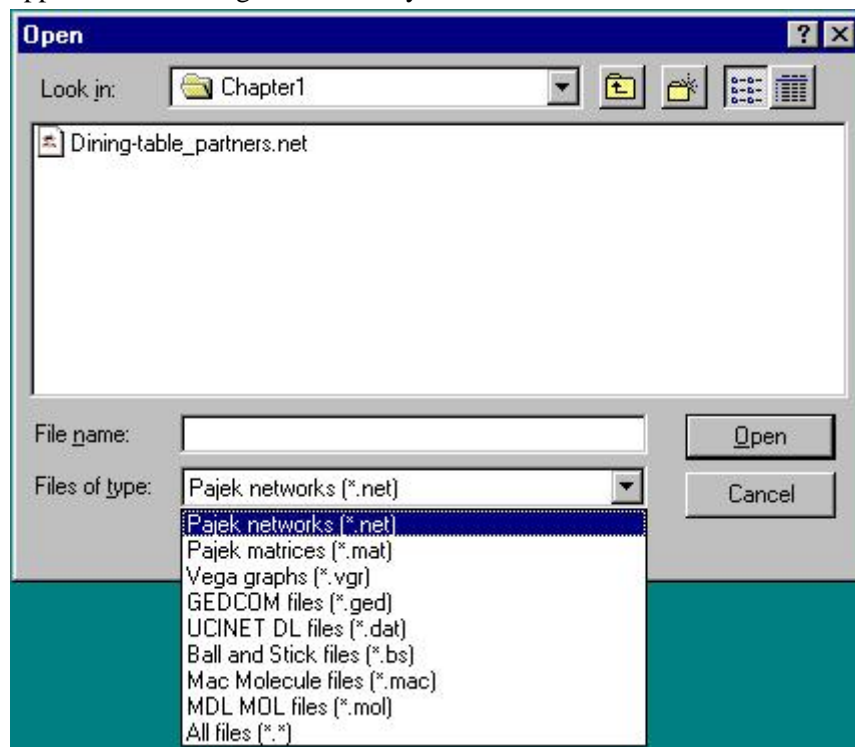 Open
Look in: Chapter1
Dining-table_partners.net
File name:
Open
Files of type: Pajek networks (*.net)
Cancel
Pajek networks (*.net)
Pajek matrices (*.mat)
Vega graphs (*.vgr)
GEDCOM files (*.ged)
UCINET DL files (*.dat)
Ball and Stick files (*.bs)
Mac Molecule files (*.mac)
MDL MOL files (*.mol)
All files (*.*)